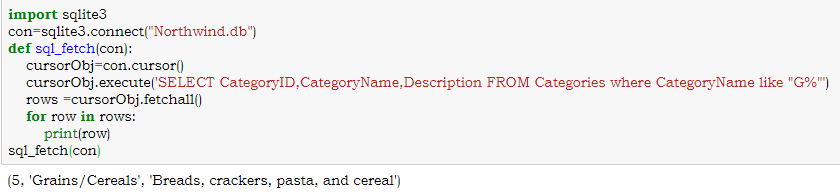 import sqlite3
con=sqlite3.connect("Northwind.db")
def sql_fetch(con):
    cursorObj=con.cursor()
    cursorObj.execute('SELECT CategoryID,CategoryName,Description FROM Categories where CategoryName like "G%"')
    rows =cursorObj.fetchall()
    for row in rows:
        print(row)
sql_fetch(con)
(5, 'Grains/Cereals', 'Breads, crackers, pasta, and cereal')